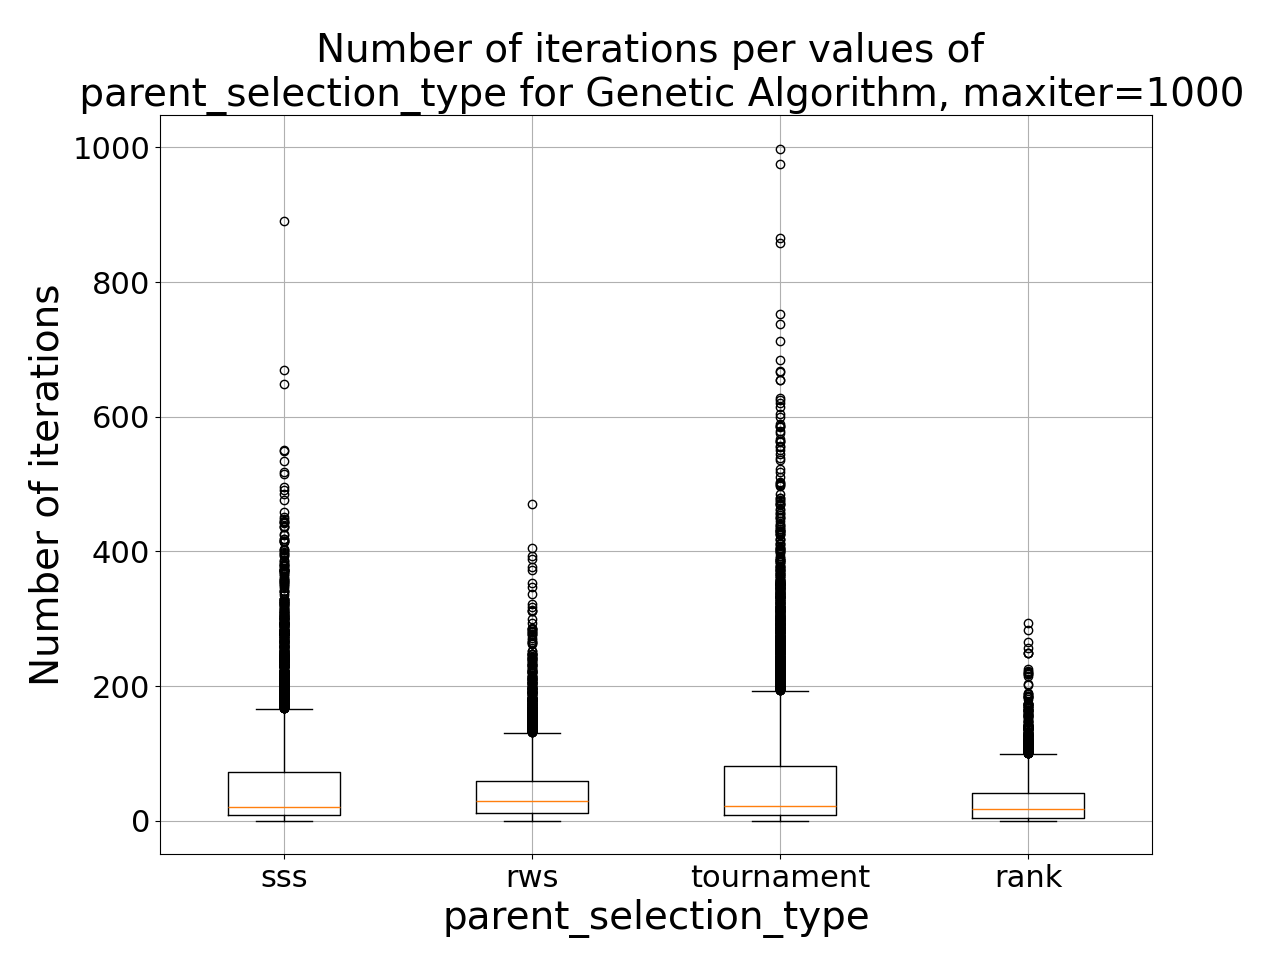 Number of iterations per values of
parent_selection_type for Genetic Algorithm, maxiter=1000
Number of iterations
1000
800
600
400
200
0
sss rws tournament rank
parent_selection_type